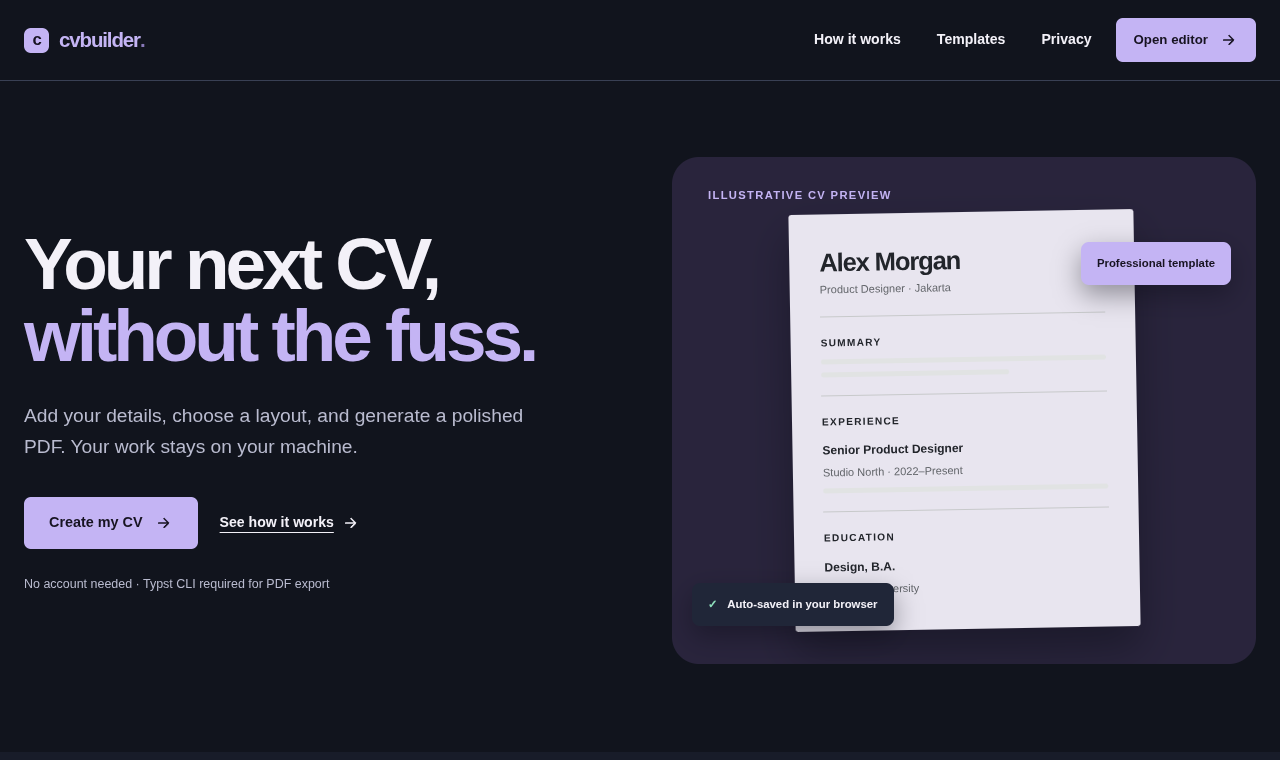 c cvbuilder.
How it works
Templates
Privacy
Open editor
Your next CV,
without the fuss.
Add your details, choose a layout, and generate a polished
PDF. Your work stays on your machine.
Create my CV
See how it works
No account needed · Typst CLI required for PDF export
ILLUSTRATIVE CV PREVIEW
Alex Morgan
Product Designer · Jakarta
Professional template
SUMMARY
EXPERIENCE
Senior Product Designer
Studio North · 2022–Present
EDUCATION
Design, B.A.
✓ Auto-saved in your browser